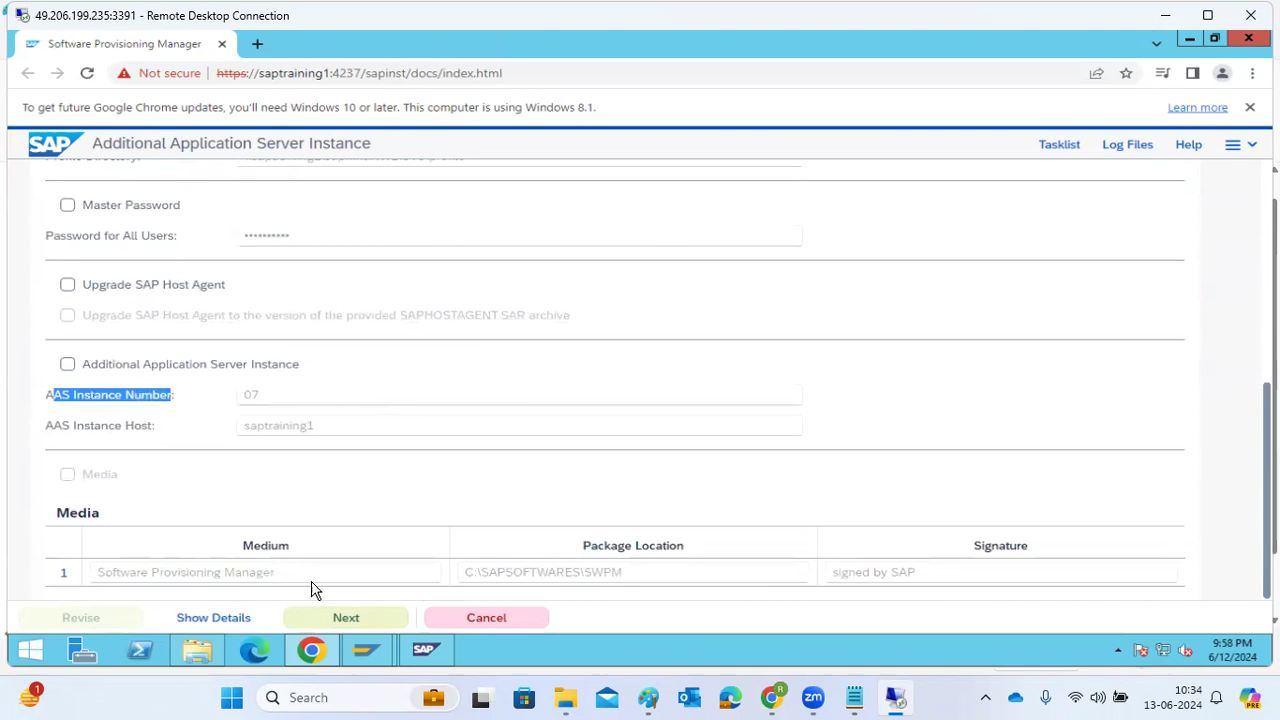 49.206.199.235:3391 - Remote Desktop Connection
Software Provisioning Manager
Not secure https://saptraining1:4237/sapinst/docs/index.html
To get future Google Chrome updates, you'll need Windows 10 or later. This computer is using Windows 8.1. Learn more
SAP Additional Application Server Instance Tasklist Log Files Help
Master Password
Password for All Users: ••••••••••
Upgrade SAP Host Agent
Upgrade SAP Host Agent to the version of the provided SAPHOSTAGENT.SAR archive
Additional Application Server Instance
AAS Instance Number: 07
AAS Instance Host: saptraining1
Media
Media
Medium Package Location Signature
1 Software Provisioning Manager C:\SAPSOFTWARES\SWPM signed by SAP
Revise Show Details Next Cancel
SAP
9:58 PM
6/12/2024
1 Search R zm PRE
10:34
13-06-2024